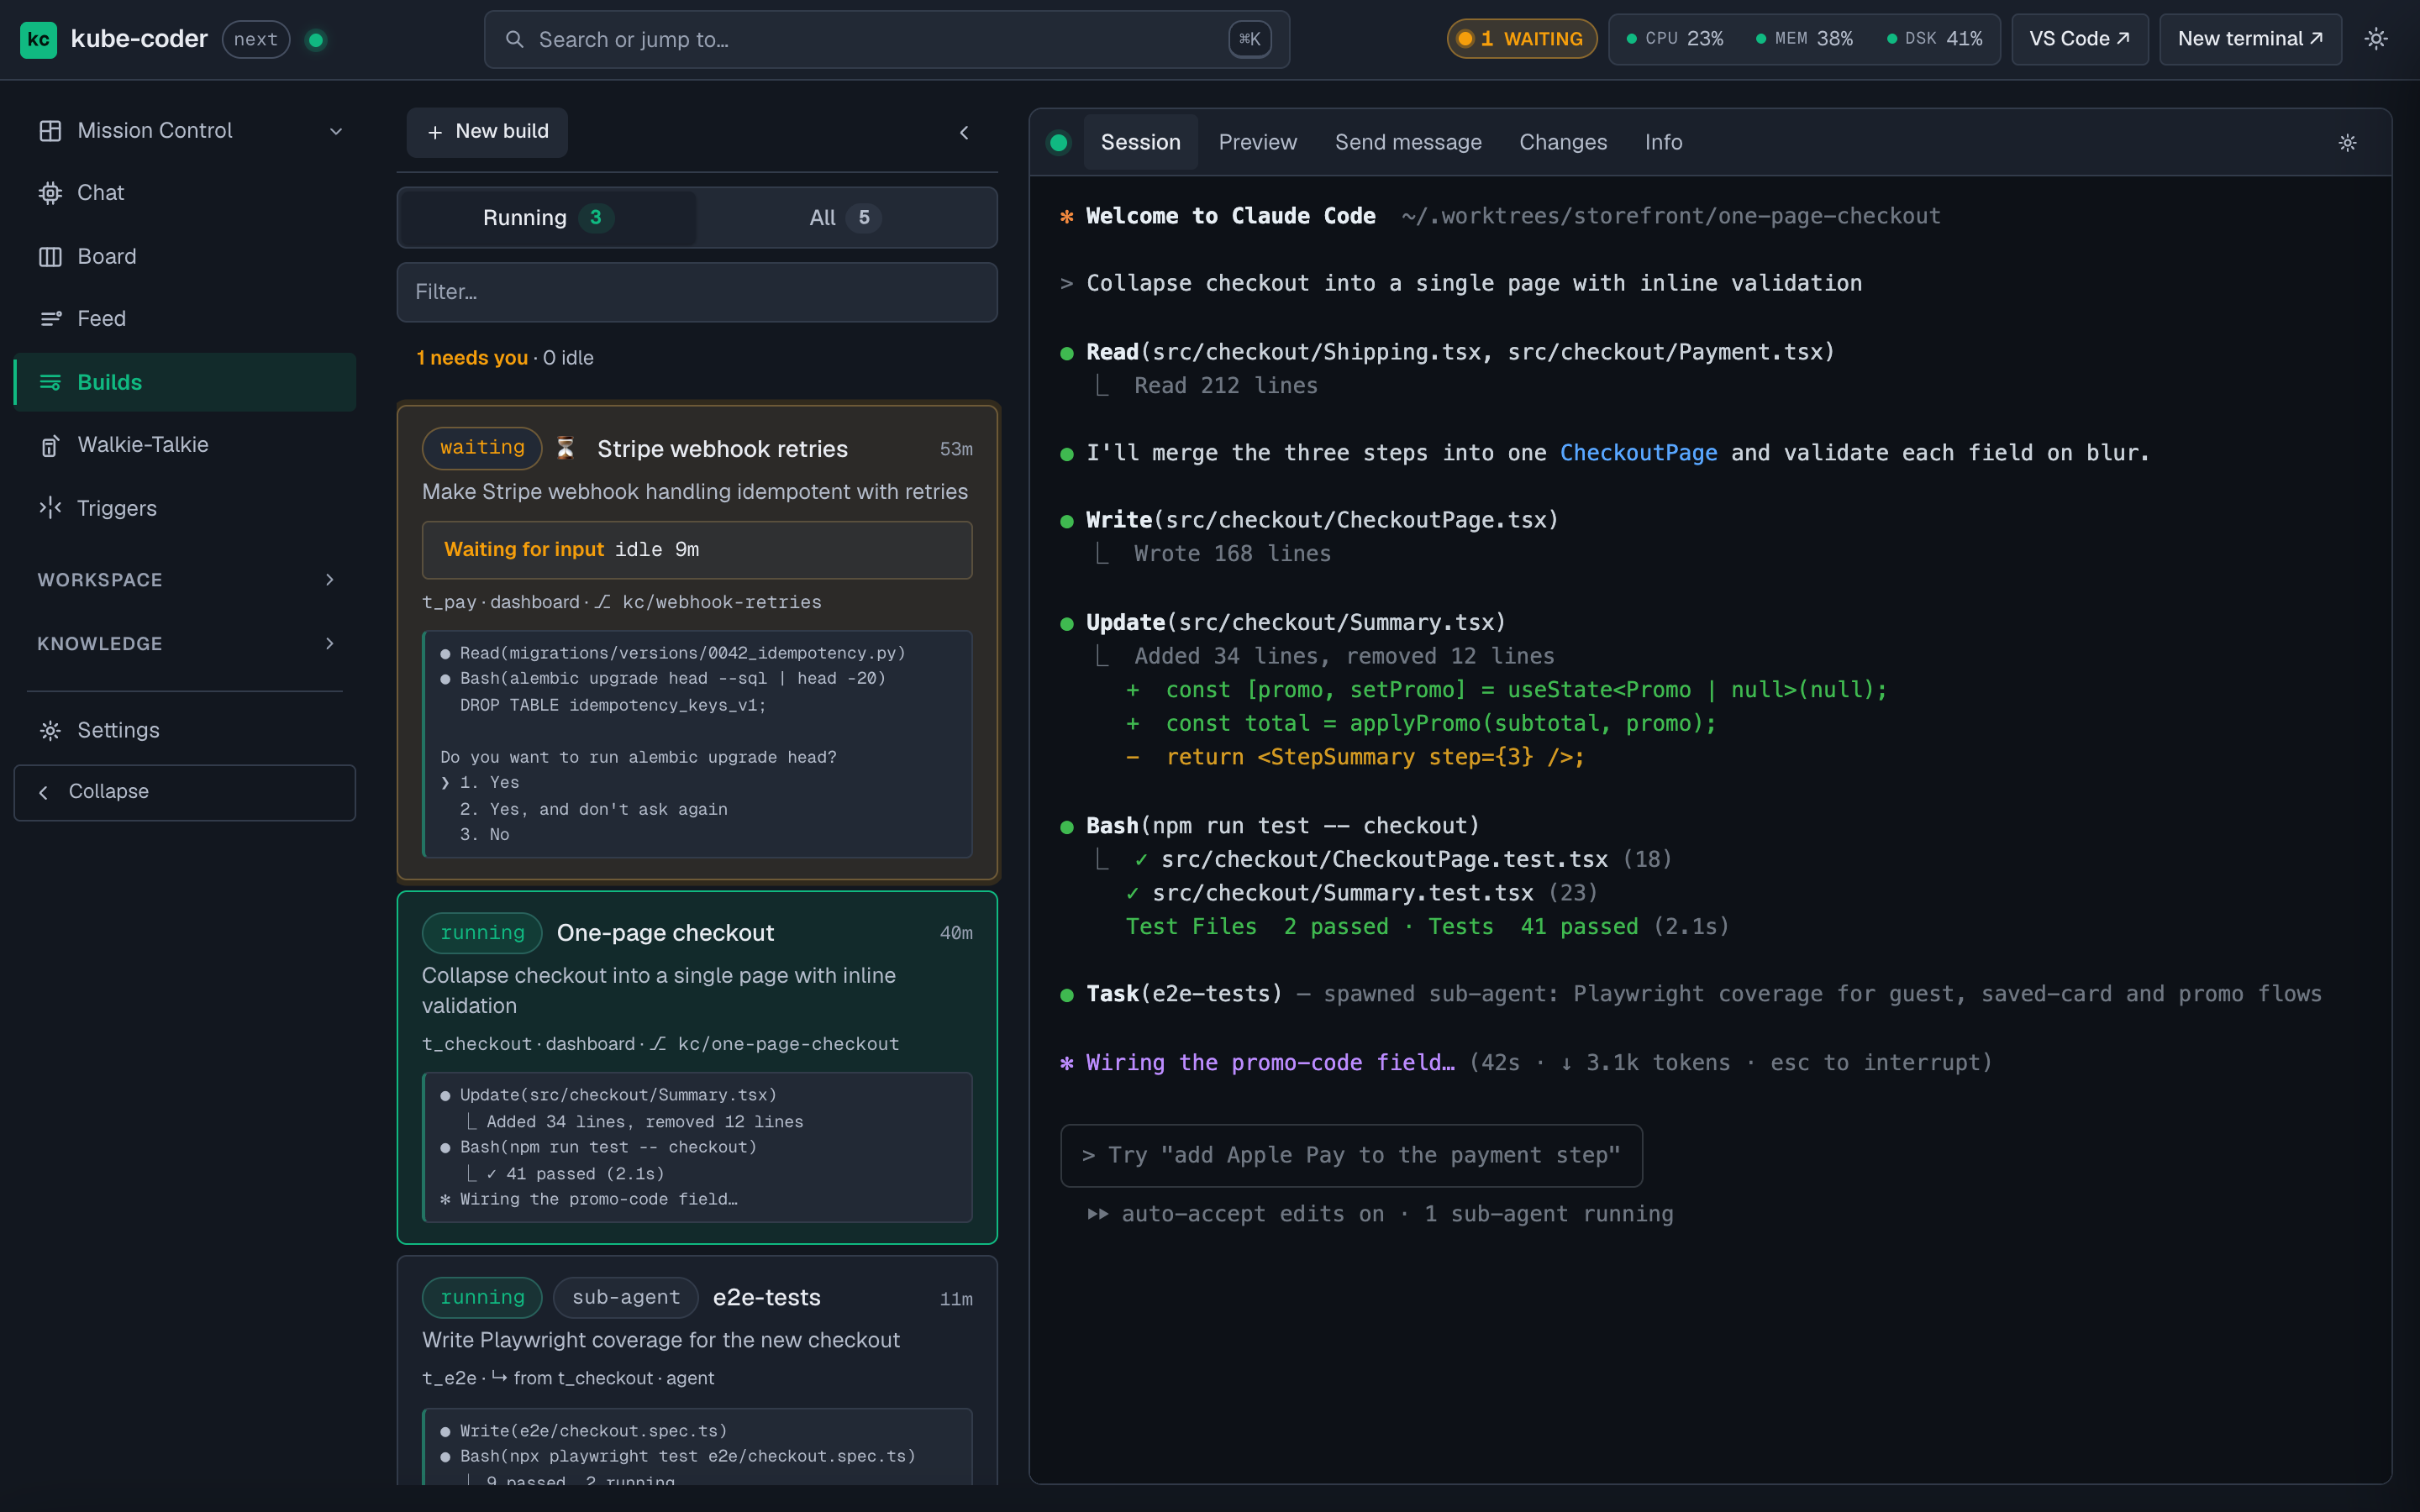 kc kube-coder next
Search or jump to… ⌘K
1 WAITING
CPU 23% MEM 38% DSK 41%
VS Code ↗
New terminal ↗
Mission Control
Chat
Board
Feed
Builds
Walkie-Talkie
Triggers
WORKSPACE
KNOWLEDGE
Settings
Collapse
+ New build
Running 3
All 5
Filter…
1 needs you · 0 idle
waiting ⏳ Stripe webhook retries 53m
Make Stripe webhook handling idempotent with retries
Waiting for input idle 9m
t_pay · dashboard · ⎇ kc/webhook-retries
● Read(migrations/versions/0042_idempotency.py)
● Bash(alembic upgrade head --sql | head -20)
DROP TABLE idempotency_keys_v1;
Do you want to run alembic upgrade head?
❯ 1. Yes
2. Yes, and don't ask again
3. No
running One-page checkout 40m
Collapse checkout into a single page with inline
validation
t_checkout · dashboard · ⎇ kc/one-page-checkout
● Update(src/checkout/Summary.tsx)
⎿ Added 34 lines, removed 12 lines
● Bash(npm run test -- checkout)
⎿ ✓ 41 passed (2.1s)
✻ Wiring the promo-code field…
running sub-agent e2e-tests 11m
Write Playwright coverage for the new checkout
t_e2e · ↳ from t_checkout · agent
● Write(e2e/checkout.spec.ts)
● Bash(npx playwright test e2e/checkout.spec.ts)
⎿ 9 passed, 2 running
Session Preview Send message Changes Info
✻ Welcome to Claude Code ~/.worktrees/storefront/one-page-checkout
> Collapse checkout into a single page with inline validation
● Read(src/checkout/Shipping.tsx, src/checkout/Payment.tsx)
⎿ Read 212 lines
● I'll merge the three steps into one CheckoutPage and validate each field on blur.
● Write(src/checkout/CheckoutPage.tsx)
⎿ Wrote 168 lines
● Update(src/checkout/Summary.tsx)
⎿ Added 34 lines, removed 12 lines
+ const [promo, setPromo] = useState<Promo | null>(null);
+ const total = applyPromo(subtotal, promo);
- return <StepSummary step={3} />;
● Bash(npm run test -- checkout)
⎿ ✓ src/checkout/CheckoutPage.test.tsx (18)
✓ src/checkout/Summary.test.tsx (23)
Test Files 2 passed · Tests 41 passed (2.1s)
● Task(e2e-tests) — spawned sub-agent: Playwright coverage for guest, saved-card and promo flows
✻ Wiring the promo-code field… (42s · ↓ 3.1k tokens · esc to interrupt)
> Try "add Apple Pay to the payment step"
▸▸ auto-accept edits on · 1 sub-agent running